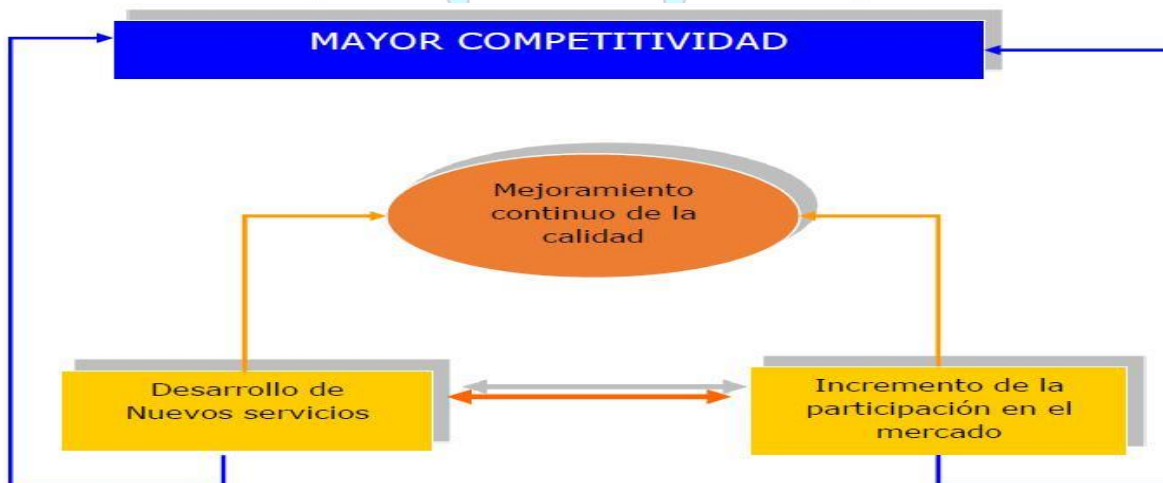 MAYOR COMPETITIVIDAD
Mejoramiento
continuo de la
calidad
Desarrollo de
Nuevos servicios
Incremento de la
participación en el
mercado